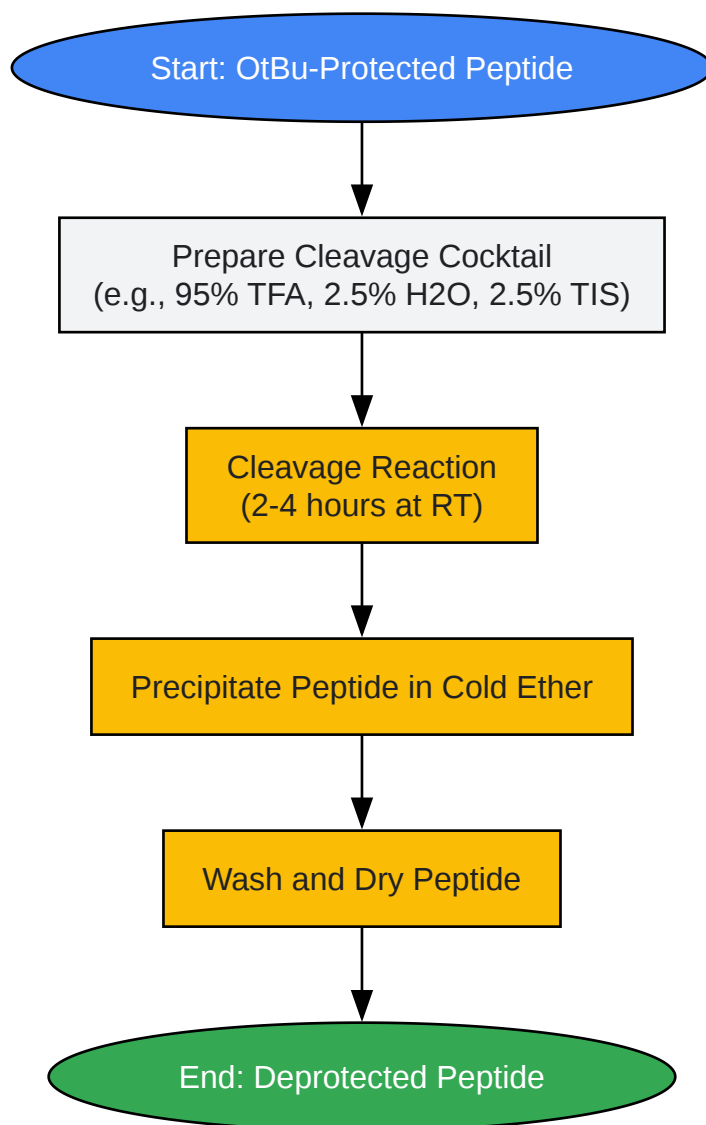 Start: OtBu-Protected Peptide
Prepare Cleavage Cocktail
(e.g., 95% TFA, 2.5% H2O, 2.5% TIS)
Cleavage Reaction
(2-4 hours at RT)
Precipitate Peptide in Cold Ether
Wash and Dry Peptide
End: Deprotected Peptide